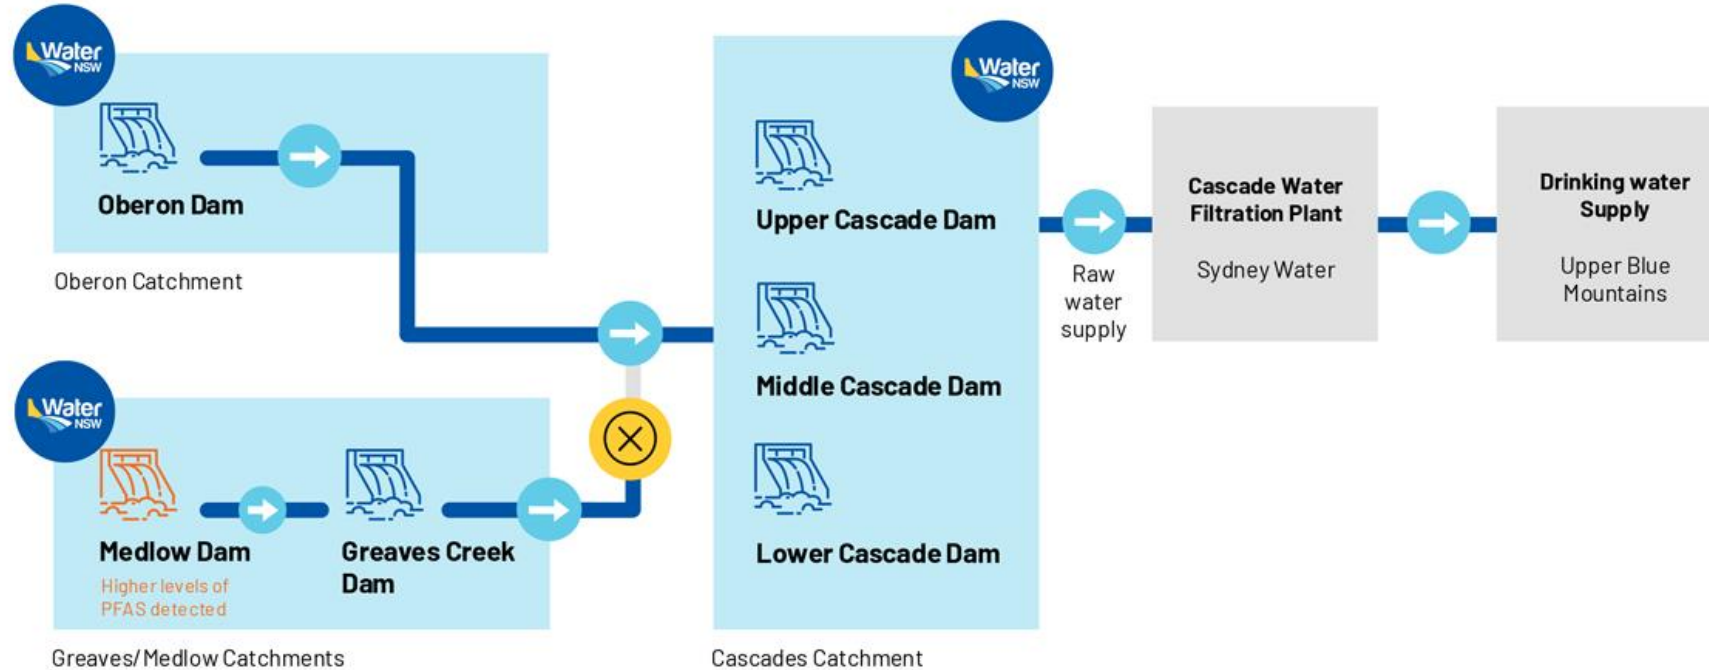 Water
NSW
Oberon Dam
Oberon Catchment
Water
NSW
Medlow Dam
Higher levels of
PFAS detected
Greaves Creek
Dam
Greaves/Medlow Catchments
Water
NSW
Upper Cascade Dam
Middle Cascade Dam
Lower Cascade Dam
Cascades Catchment
Raw
water
supply
Cascade Water
Filtration Plant
Sydney Water
Drinking water
Supply
Upper Blue
Mountains